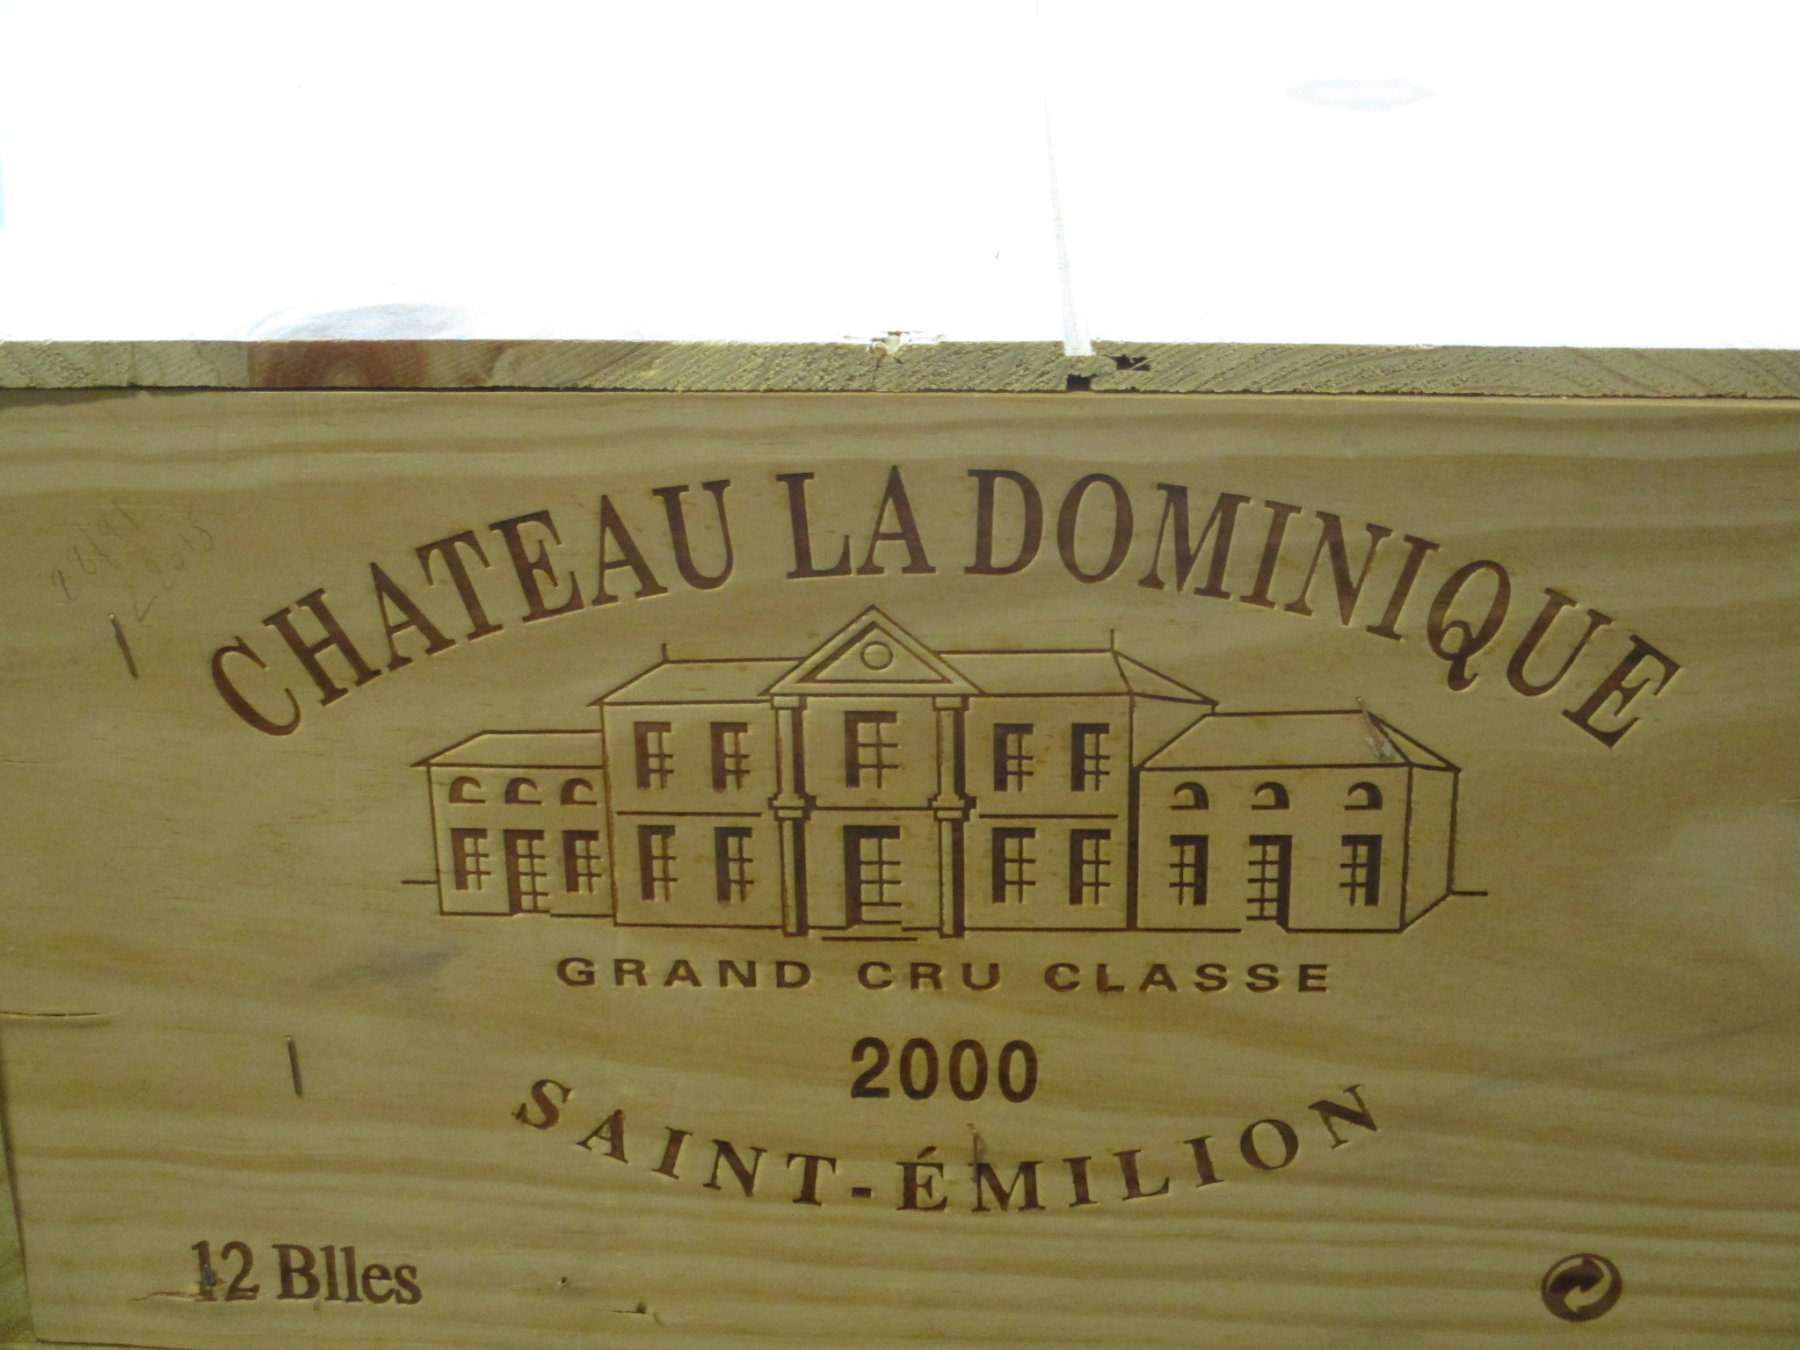 CHATEAU LA DOMINIQUE
GRAND CRU CLASSE
2000
SAINT-ÉMILION
12 Blles